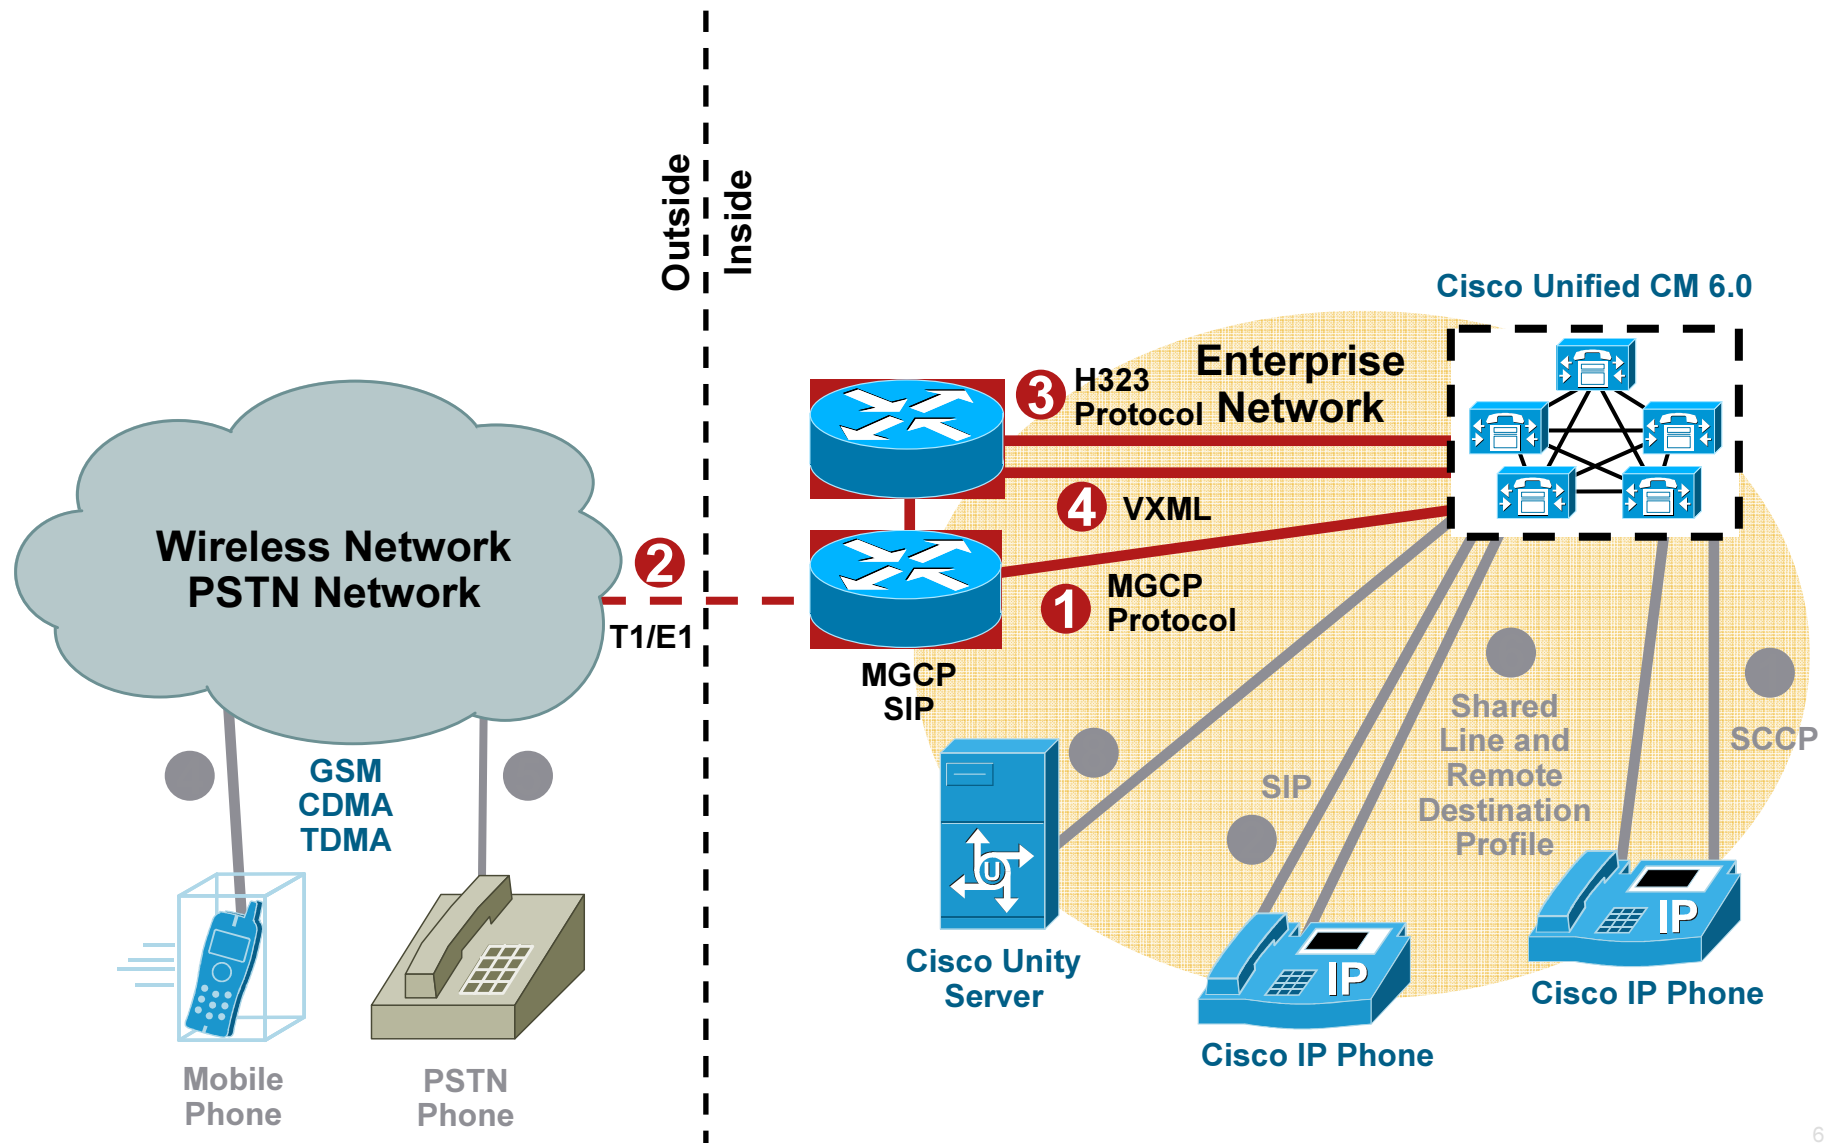 Outside
Inside
Cisco Unified CM 6.0
Enterprise
Network
3
H323
Protocol
4
VXML
Wireless Network
PSTN Network
2
T1/E1
1
MGCP
Protocol
MGCP
SIP
Shared
Line and
Remote
Destination
Profile
SCCP
SIP
GSM
CDMA
TDMA
U
IP
IP
Cisco Unity
Server
Cisco IP Phone
Cisco IP Phone
Mobile
Phone
PSTN
Phone
6